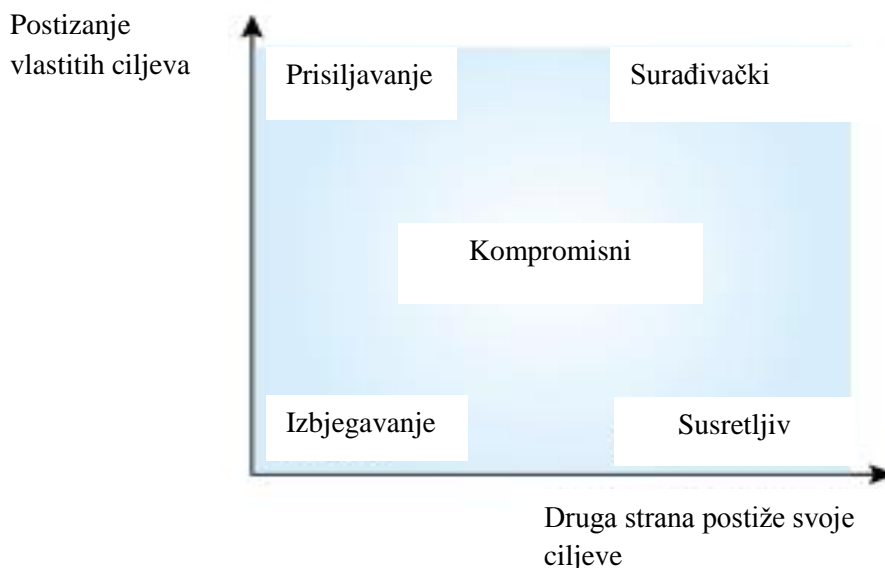 Postizanje
vlastitih ciljeva
Prisiljavanje
Surađivački
Kompromisni
Izbjegavanje
Susretljiv
Druga strana postiže svoje
ciljeve